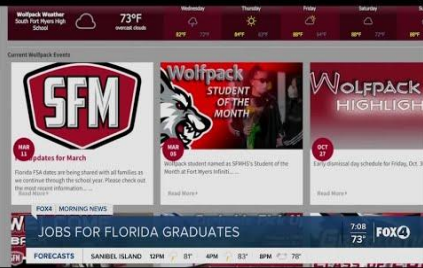 Wolfpack Weather
South Fort Myers High
School
73°F
overcast clouds
Wednesday
Thursday
Friday
Saturday
Current Wolfpack Events
SFM
MAR
11
Updates for March
Florida FSA dates are being shared with all families as
we continue through the school year. Please check out
the most recent information......
Read More
Wolfpack
STUDENT
OF THE
MONTH
MAR
05
Wolfpack student named as SFMHS's Student of the
Month at Fort Myers Infiniti......
Read More
WOLFPACK
HIGHLIGH
OCT
27
Early dismissal day schedule for Friday, Oct. 3
Read More
FOX4 MORNING NEWS
JOBS FOR FLORIDA GRADUATES
7:08
73°
FOX4
FORECASTS SANIBEL ISLAND 12PM 81° 4PM 83° 8PM 78°